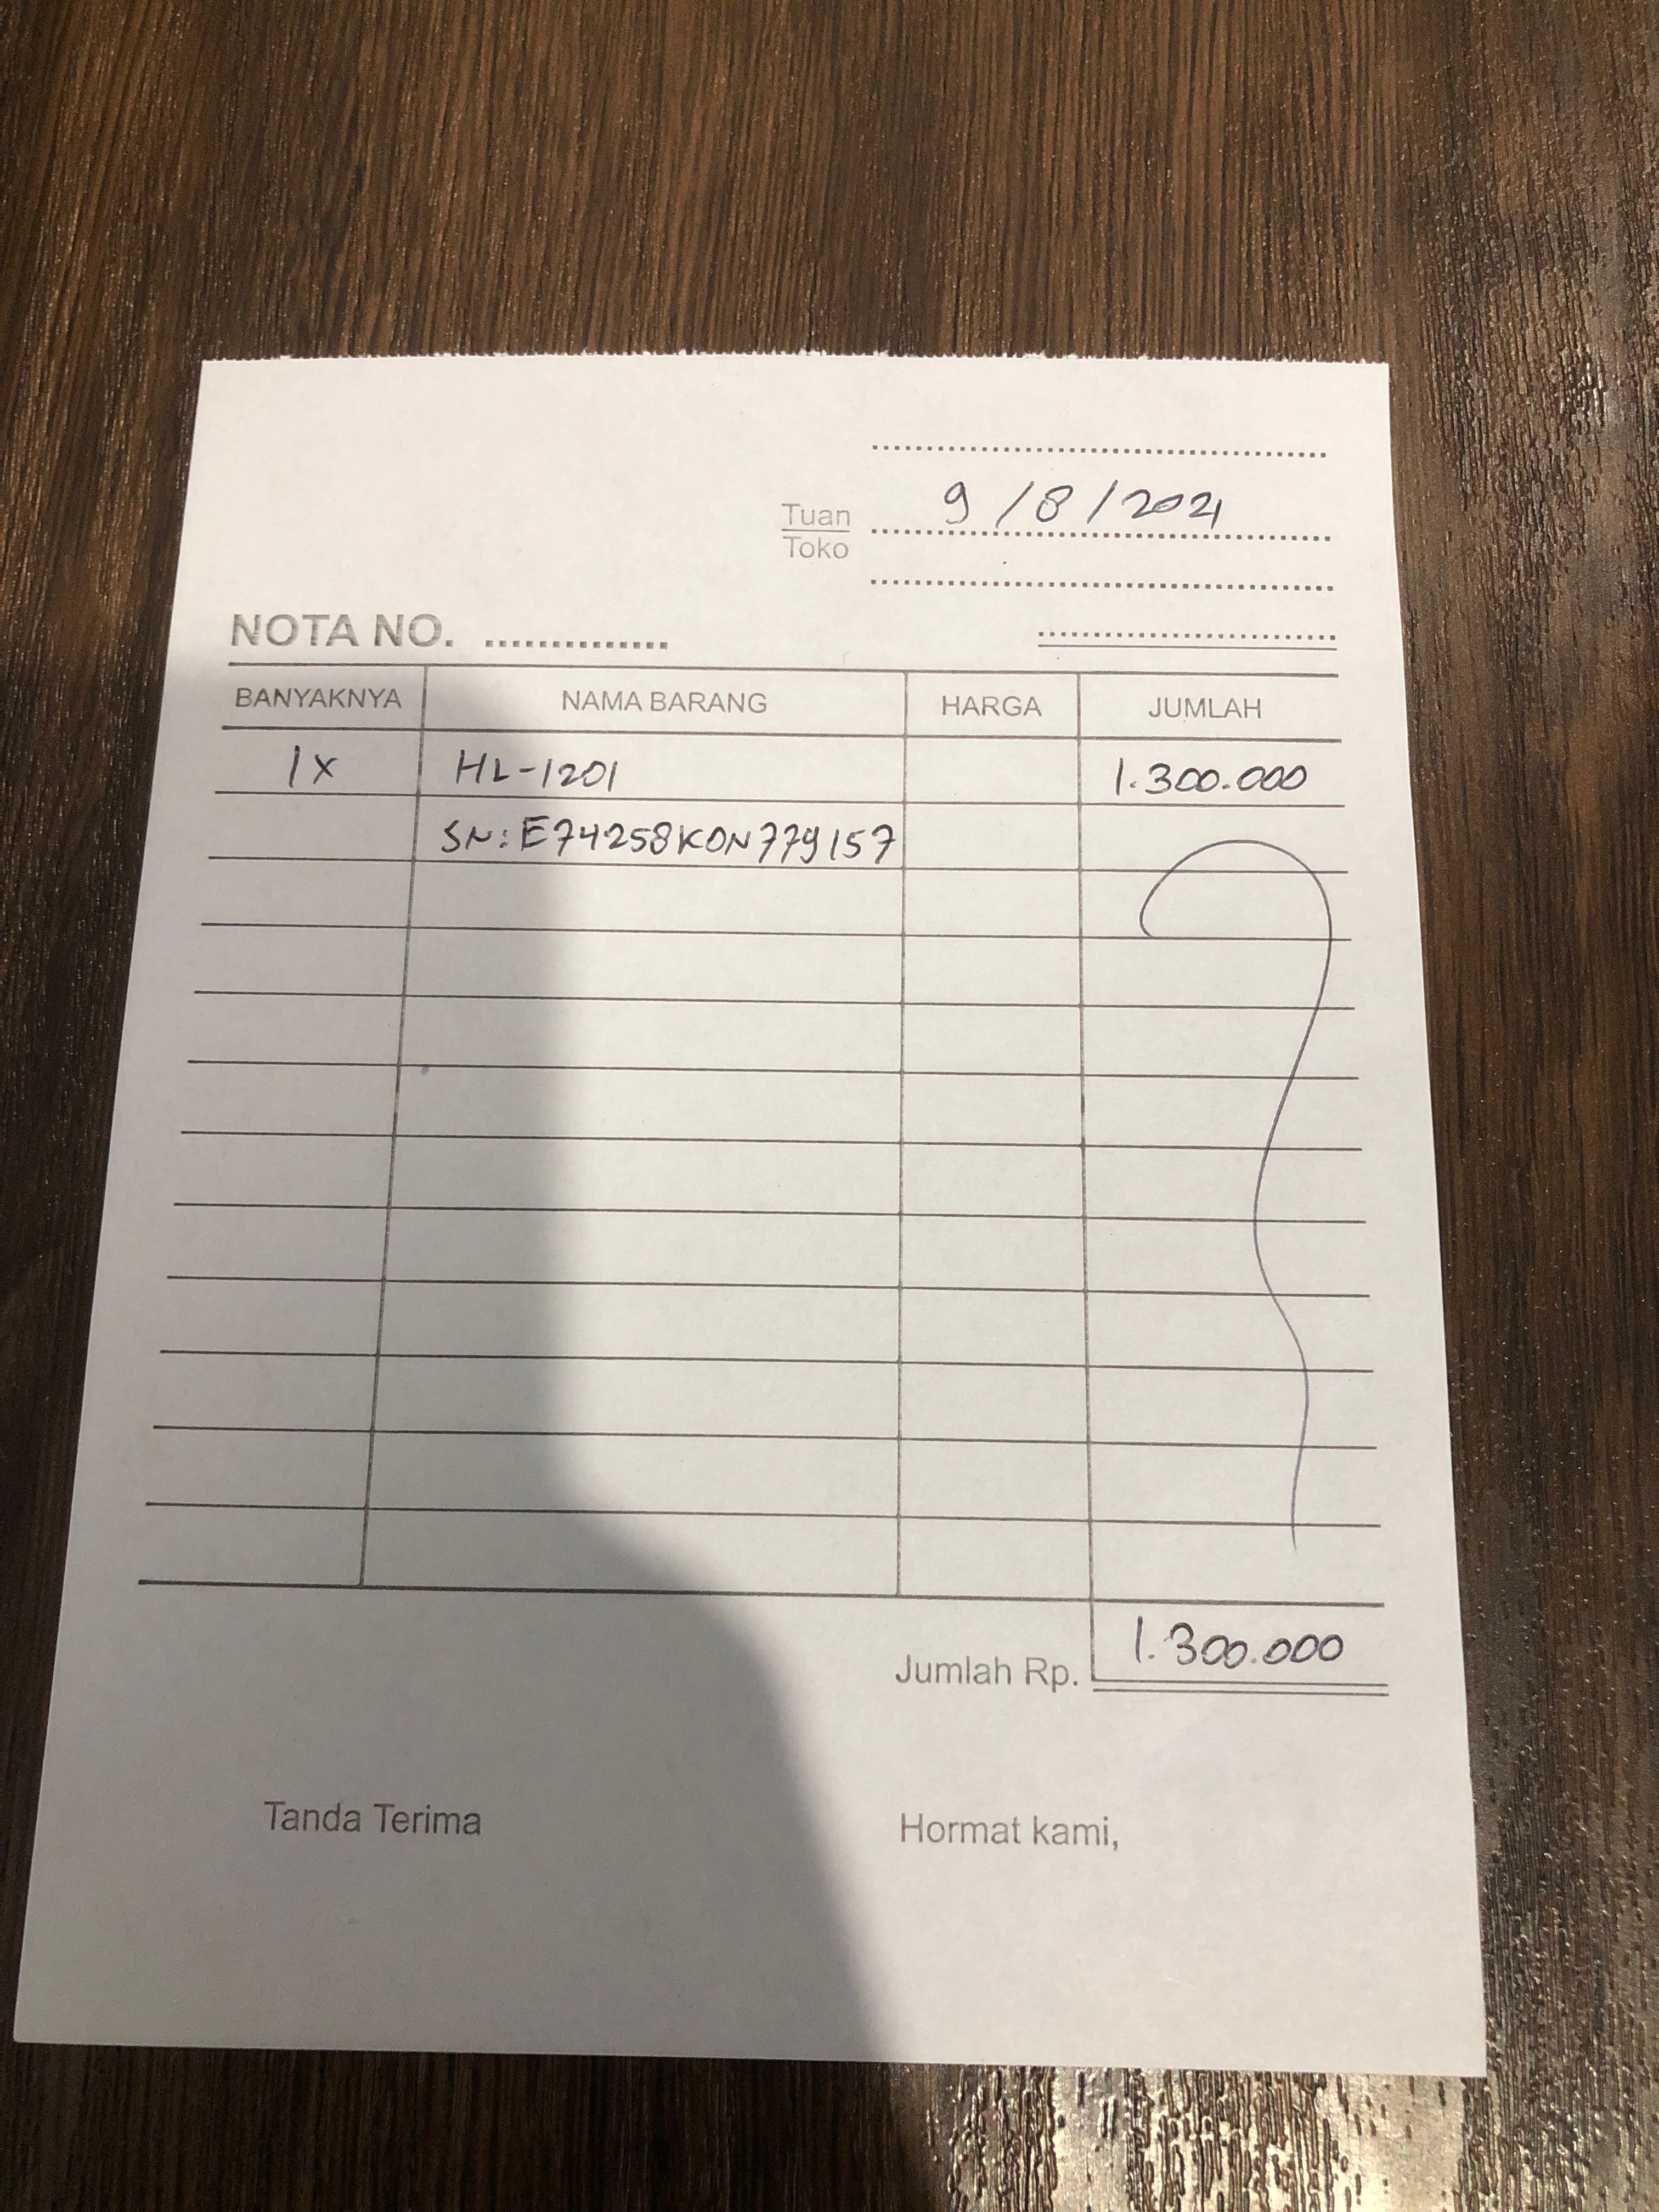 9/8/2021
Tuan
Toko
NOTA NO.
BANYAKNYA NAMA BARANG HARGA JUMLAH
1x HL-1201 1.300.000
SN: E74258K0N779157
Jumlah Rp. 1.300.000
Tanda Terima Hormat kami,